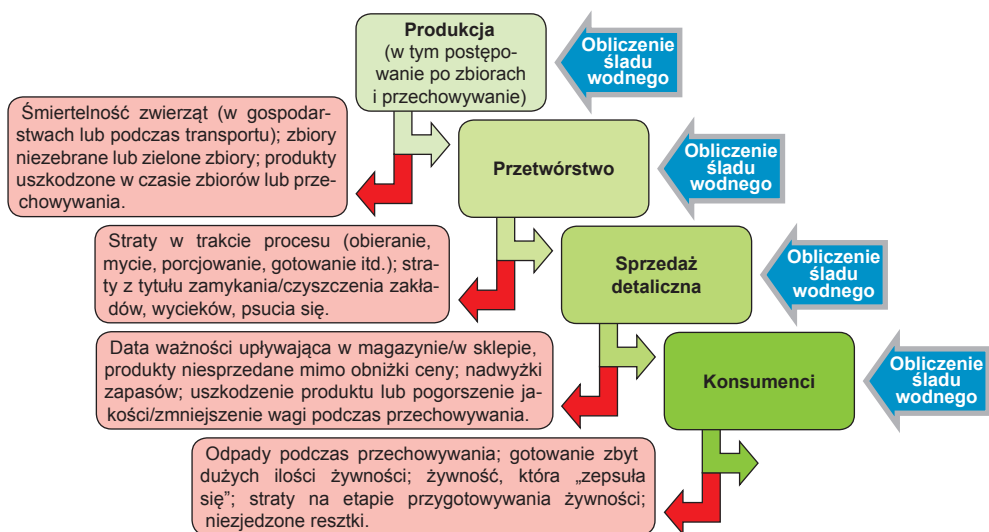 Produkcja
(w tym postępo-
wanie po zbiorach
i przechowywanie)
Obliczenie
śladu
wodnego
Śmiertelność zwierząt (w gospodar-
stwach lub podczas transportu); zbiory
niezebrane lub zielone zbiory; produkty
uszkodzone w czasie zbiorów lub prze-
chowywania.
Przetwórstwo
Obliczenie
śladu
wodnego
Straty w trakcie procesu (obieranie,
mycie, porcjowanie, gotowanie itd.); stra-
ty z tytułu zamykania/czyszczenia zakła-
dów, wycieków, psucia się.
Sprzedaż
detaliczna
Obliczenie
śladu
wodnego
Data ważności upływająca w magazynie/w sklepie,
produkty niesprzedane mimo obniżki ceny; nadwyżki
zapasów; uszkodzenie produktu lub pogorszenie ja-
kości/zmniejszenie wagi podczas przechowywania.
Konsumenci
Obliczenie
śladu
wodnego
Odpady podczas przechowywania; gotowanie zbyt
dużych ilości żywności; żywność, która „zepsuła
się”; straty na etapie przygotowywania żywności;
niezjedzone resztki.